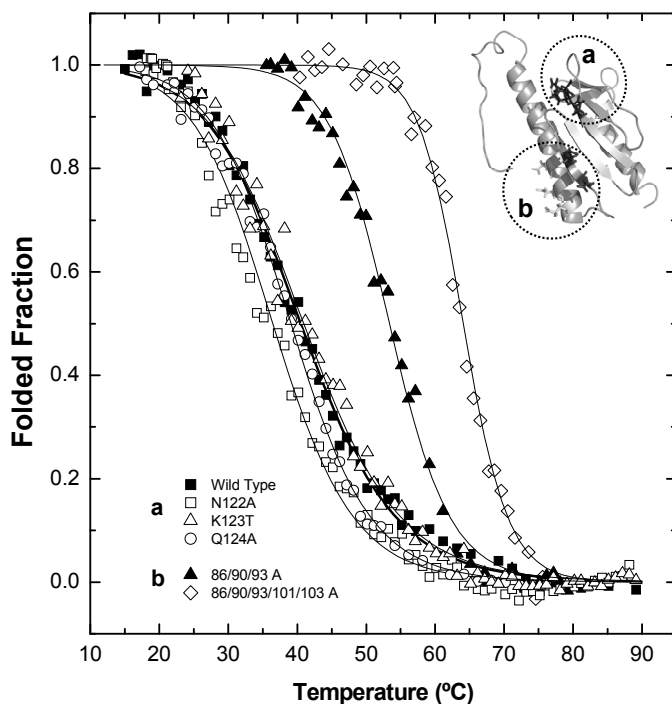 a
b
1.0
0.8
0.6
0.4
0.2
0.0
Folded Fraction
a
Wild Type
N122A
K123T
Q124A
b
86/90/93 A
86/90/93/101/103 A
10 20 30 40 50 60 70 80 90
Temperature (ºC)